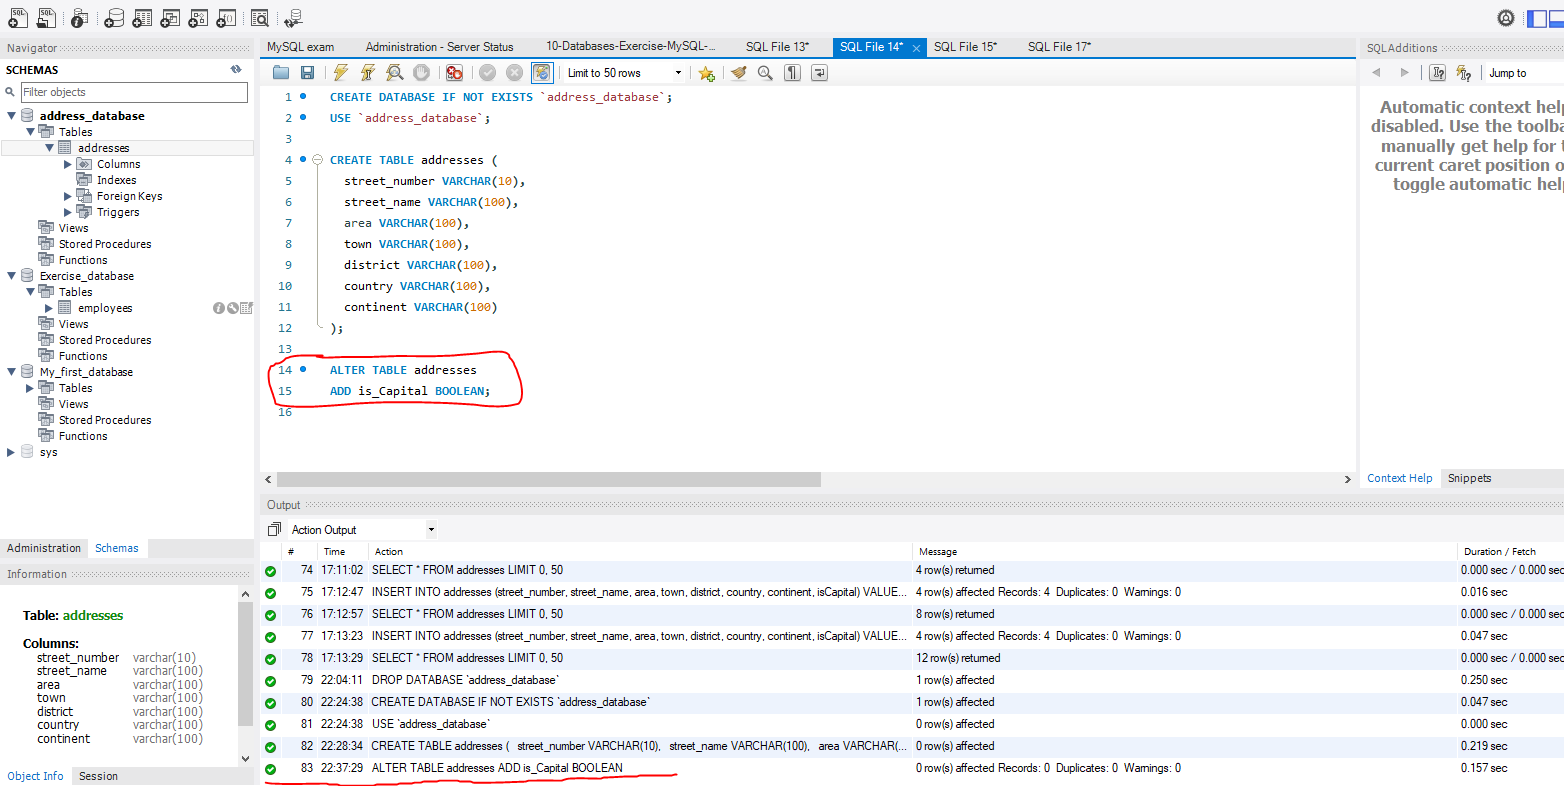 MySQL exam
Administration - Server Status
10-Databases-Exercise-MySQL-...
SQL File 13*
SQL File 14*
SQL File 15*
SQL File 17*
Navigator
SCHEMAS
Filter objects
address_database
Tables
addresses
Columns
Indexes
Foreign Keys
Triggers
Views
Stored Procedures
Functions
Exercise_database
Tables
employees
Views
Stored Procedures
Functions
My_first_database
Tables
Views
Stored Procedures
Functions
sys
Administration
Schemas
Information
Table: addresses
Columns:
street_number varchar(10)
street_name varchar(100)
area varchar(100)
town varchar(100)
district varchar(100)
country varchar(100)
continent varchar(100)
Object Info
Session
Limit to 50 rows
1 CREATE DATABASE IF NOT EXISTS `address_database`;
2 USE `address_database`;
3
4 CREATE TABLE addresses (
5 street_number VARCHAR(10),
6 street_name VARCHAR(100),
7 area VARCHAR(100),
8 town VARCHAR(100),
9 district VARCHAR(100),
10 country VARCHAR(100),
11 continent VARCHAR(100)
12 );
13
14 ALTER TABLE addresses
15 ADD is_Capital BOOLEAN;
16
SQLAdditions
Jump to
Automatic context help
disabled. Use the toolba
manually get help for t
current caret position o
toggle automatic help
Context Help
Snippets
Output
Action Output
# Time Action Message Duration / Fetch
74 17:11:02 SELECT * FROM addresses LIMIT 0, 50 4 row(s) returned 0.000 sec / 0.000 sec
75 17:12:47 INSERT INTO addresses (street_number, street_name, area, town, district, country, continent, isCapital) VALUE... 4 row(s) affected Records: 4 Duplicates: 0 Warnings: 0 0.016 sec
76 17:12:57 SELECT * FROM addresses LIMIT 0, 50 8 row(s) returned 0.000 sec / 0.000 sec
77 17:13:23 INSERT INTO addresses (street_number, street_name, area, town, district, country, continent, isCapital) VALUE... 4 row(s) affected Records: 4 Duplicates: 0 Warnings: 0 0.047 sec
78 17:13:29 SELECT * FROM addresses LIMIT 0, 50 12 row(s) returned 0.000 sec / 0.000 sec
79 22:04:11 DROP DATABASE `address_database` 1 row(s) affected 0.250 sec
80 22:24:38 CREATE DATABASE IF NOT EXISTS `address_database` 1 row(s) affected 0.047 sec
81 22:24:38 USE `address_database` 0 row(s) affected 0.000 sec
82 22:28:34 CREATE TABLE addresses ( street_number VARCHAR(10), street_name VARCHAR(100), area VARCHAR(... 0 row(s) affected 0.219 sec
83 22:37:29 ALTER TABLE addresses ADD is_Capital BOOLEAN 0 row(s) affected Records: 0 Duplicates: 0 Warnings: 0 0.157 sec